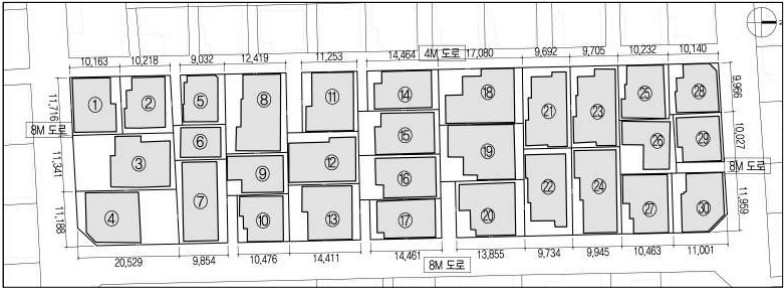 4M 도로
10,163 10,218 9,032 12,419 11,253 14,464 17,080 9,692 9,705 10,232 10,140
① ② ⑤ ⑧ ⑪ ⑭ ⑱ ㉑ ㉓ ㉕ ㉘
11,716
9,966
8M 도로
③ ⑥ ⑨ ⑫ ⑮ ⑯ ⑲ ㉖ ㉙
11,341
10,027
8M 도로
④ ⑦ ⑩ ⑬ ⑰ ⑳ ㉒ ㉔ ㉗ ㉚
11,188
11,959
20,529 9,854 10,476 14,411 14,461 13,855 9,734 9,945 10,463 11,001
8M 도로